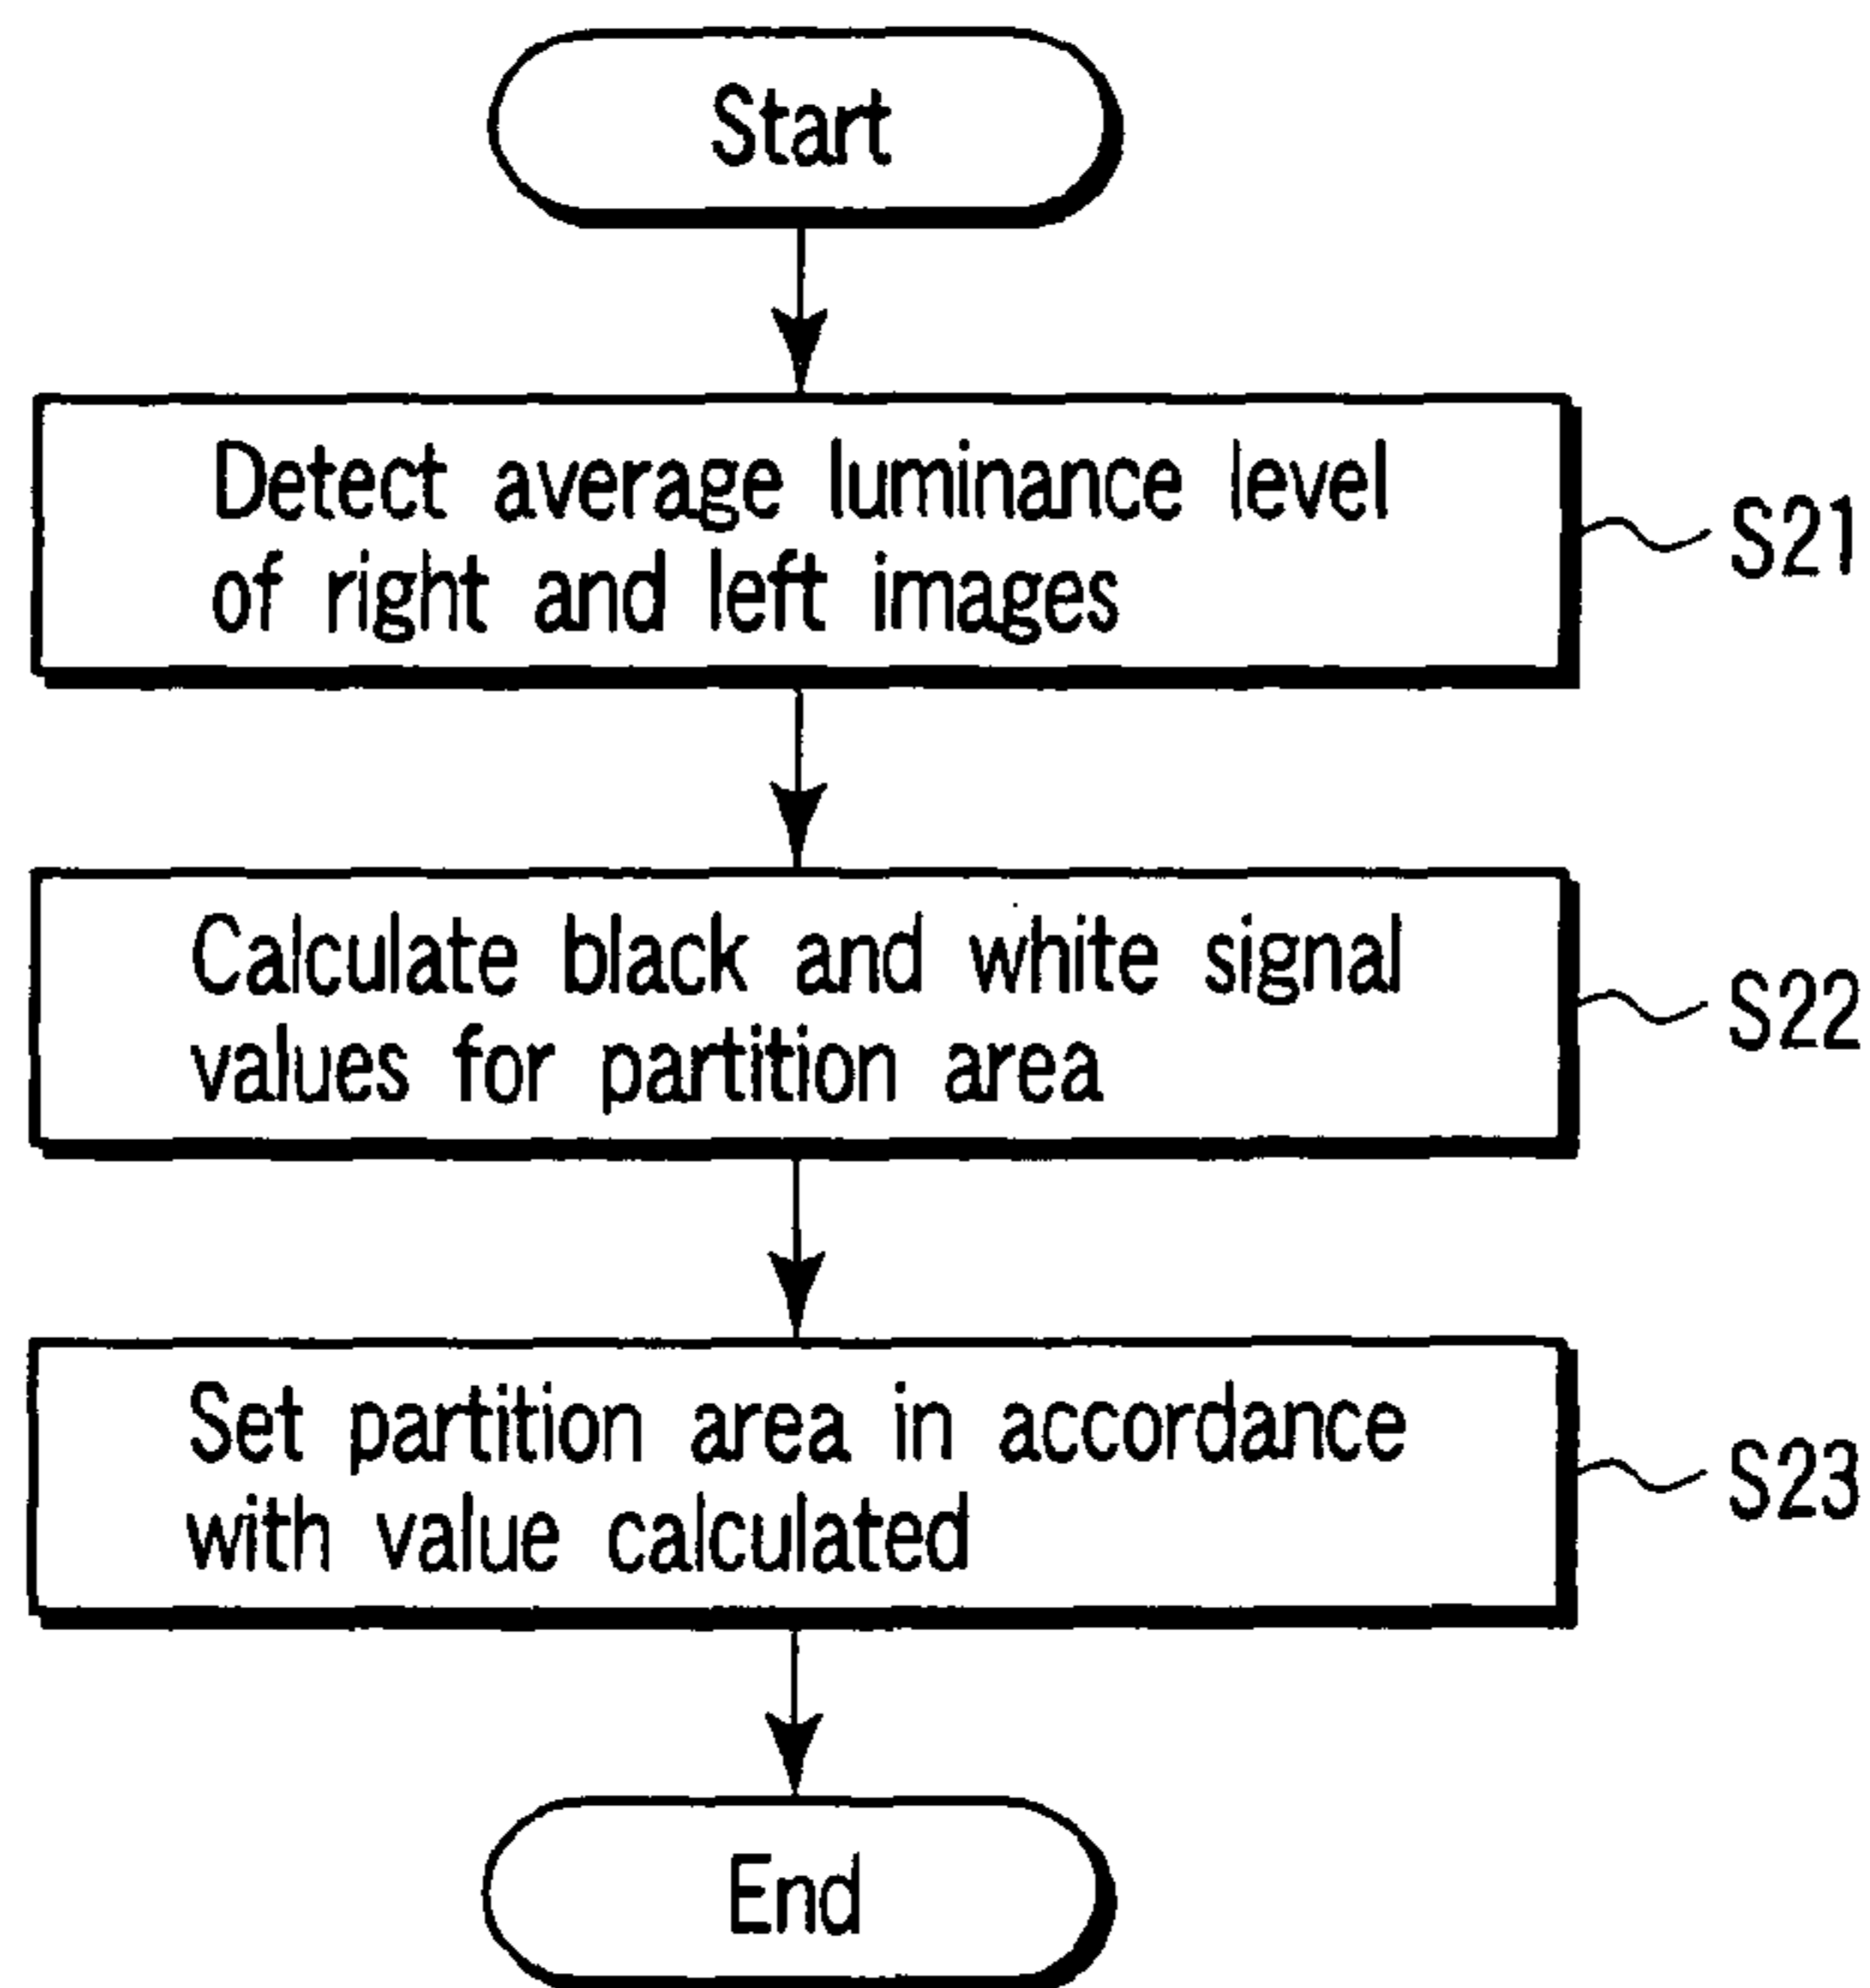 Start
Detect average luminance level
of right and left images
S21
Calculate black and white signal
values for partition area
S22
Set partition area in accordance
with value calculated
S23
End